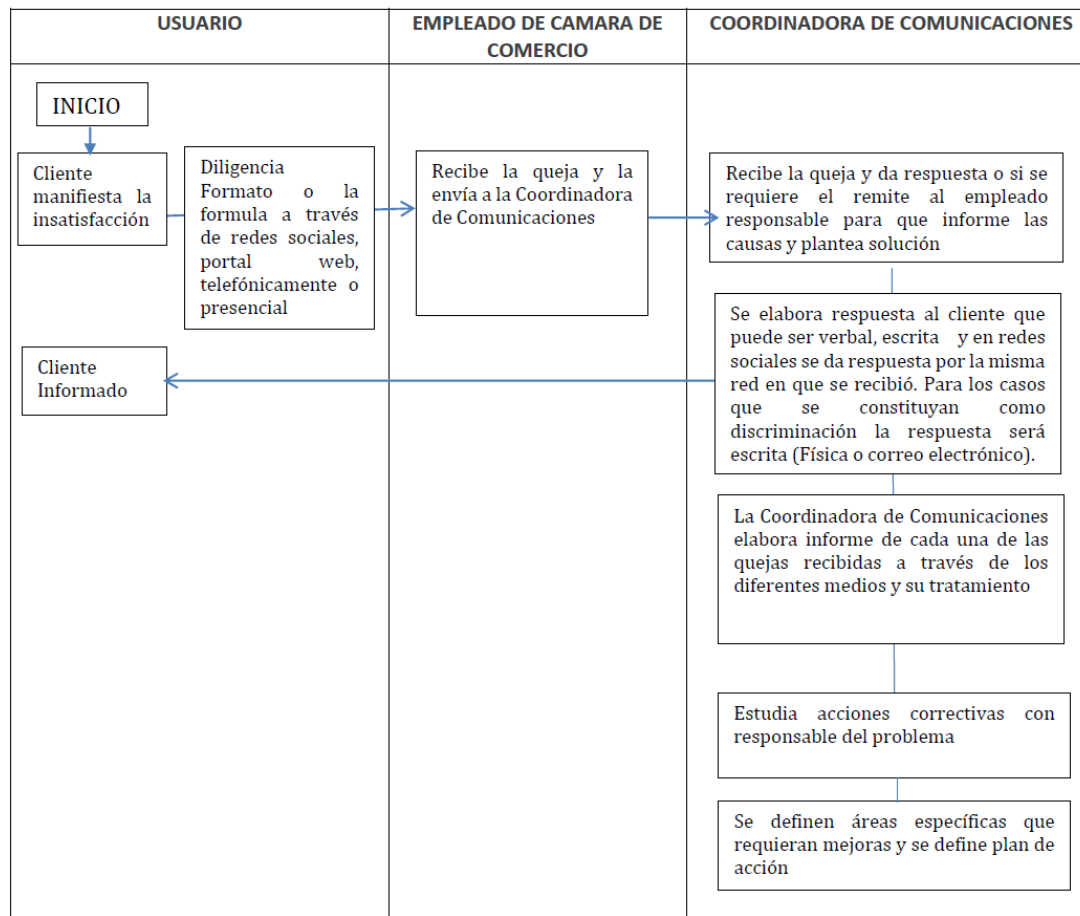 USUARIO
EMPLEADO DE CAMARA DE
COMERCIO
COORDINADORA DE COMUNICACIONES
INICIO
Cliente
manifiesta la
insatisfacción
Diligencia
Formato o la
formula a través
de redes sociales,
portal web,
telefónicamente o
presencial
Recibe la queja y la
envía a la Coordinadora
de Comunicaciones
Recibe la queja y da respuesta o si se
requiere el remite al empleado
responsable para que informe las
causas y plantea solución
Se elabora respuesta al cliente que
puede ser verbal, escrita y en redes
sociales se da respuesta por la misma
red en que se recibió. Para los casos
que se constituyan como
discriminación la respuesta será
escrita (Física o correo electrónico).
Cliente
Informado
La Coordinadora de Comunicaciones
elabora informe de cada una de las
quejas recibidas a través de los
diferentes medios y su tratamiento
Estudia acciones correctivas con
responsable del problema
Se definen áreas específicas que
requieran mejoras y se define plan de
acción